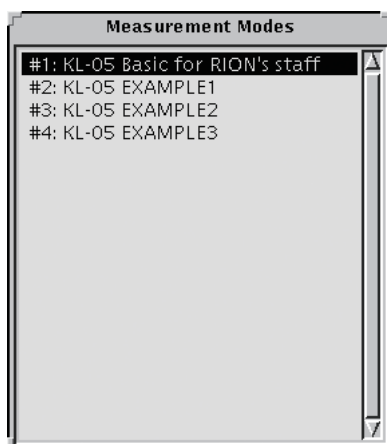 Measurement Modes
#1: KL-05 Basic for RION's staff
#2: KL-05 EXAMPLE1
#3: KL-05 EXAMPLE2
#4: KL-05 EXAMPLE3